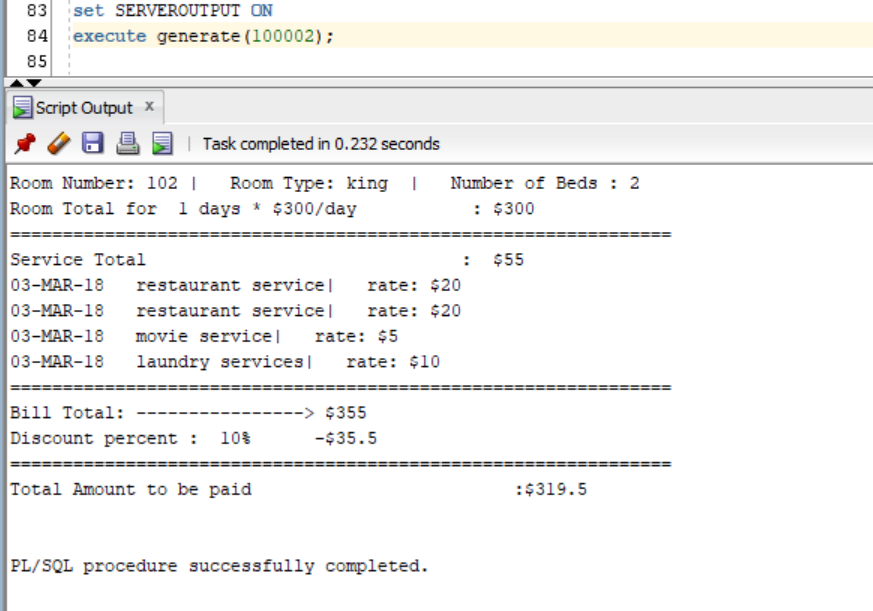 83 set SERVEROUTPUT ON
84 execute generate(100002);
85
Script Output x
Task completed in 0.232 seconds
Room Number: 102 |   Room Type: king  |   Number of Beds : 2
Room Total for  1 days * $300/day           : $300
===============================================================
Service Total                              :  $55
03-MAR-18   restaurant service|   rate: $20
03-MAR-18   restaurant service|   rate: $20
03-MAR-18   movie service|   rate: $5
03-MAR-18   laundry services|   rate: $10
===============================================================
Bill Total: ----------------> $355
Discount percent :  10%      -$35.5
===============================================================
Total Amount to be paid                         :$319.5
PL/SQL procedure successfully completed.